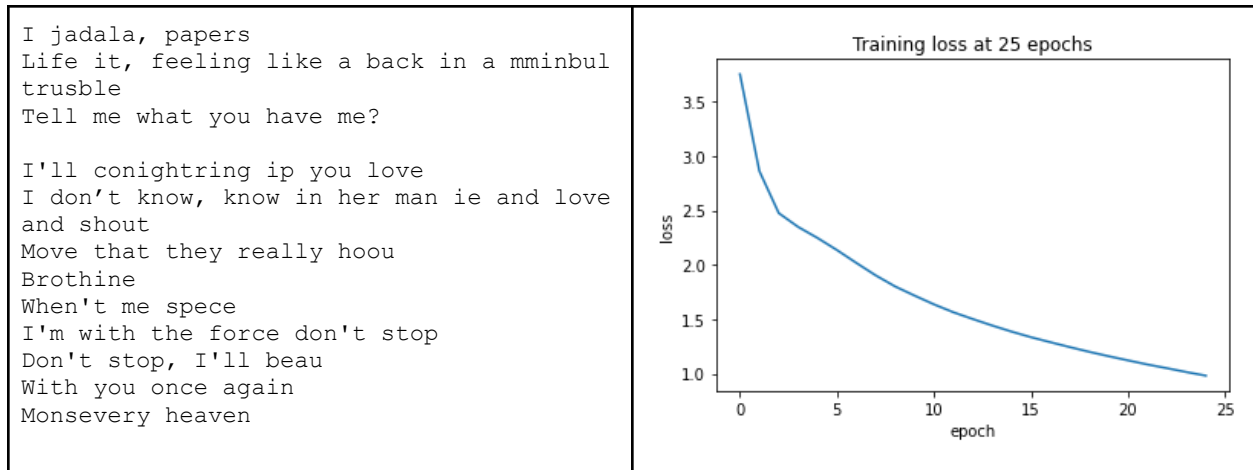 I jadala, papers
Life it, feeling like a back in a mminbul
trusble
Tell me what you have me?
I'll conightring ip you love
I don’t know, know in her man ie and love
and shout
Move that they really hoou
Brothine
When't me spece
I'm with the force don't stop
Don't stop, I'll beau
With you once again
Monsevery heaven
Training loss at 25 epochs
loss
3.5
3.0
2.5
2.0
1.5
1.0
0 5 10 15 20 25
epoch